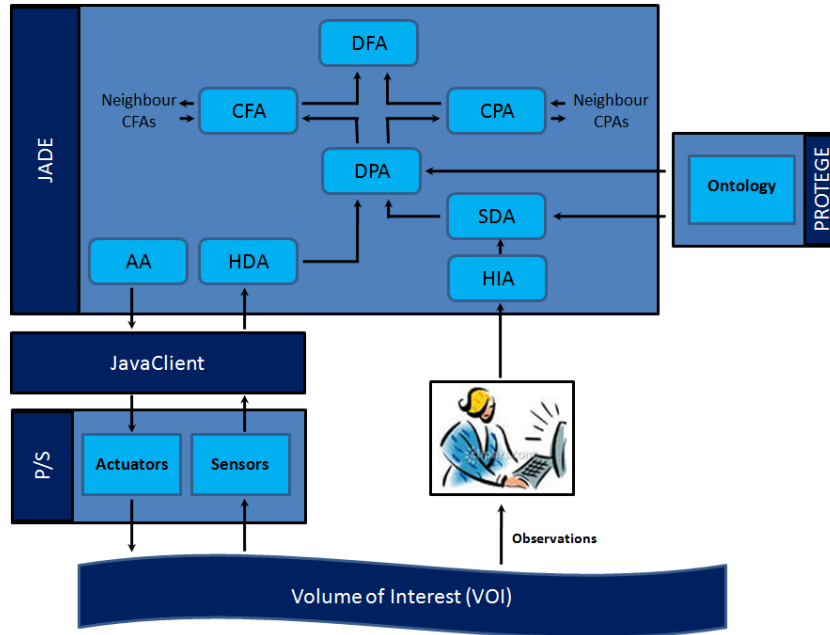 DFA
Neighbour
CFAs
CFA
CPA
Neighbour
CPAs
JADE
DPA
Ontology
PROTEGE
SDA
AA
HDA
HIA
JavaClient
P/S
Actuators
Sensors
Observations
Volume of Interest (VOI)